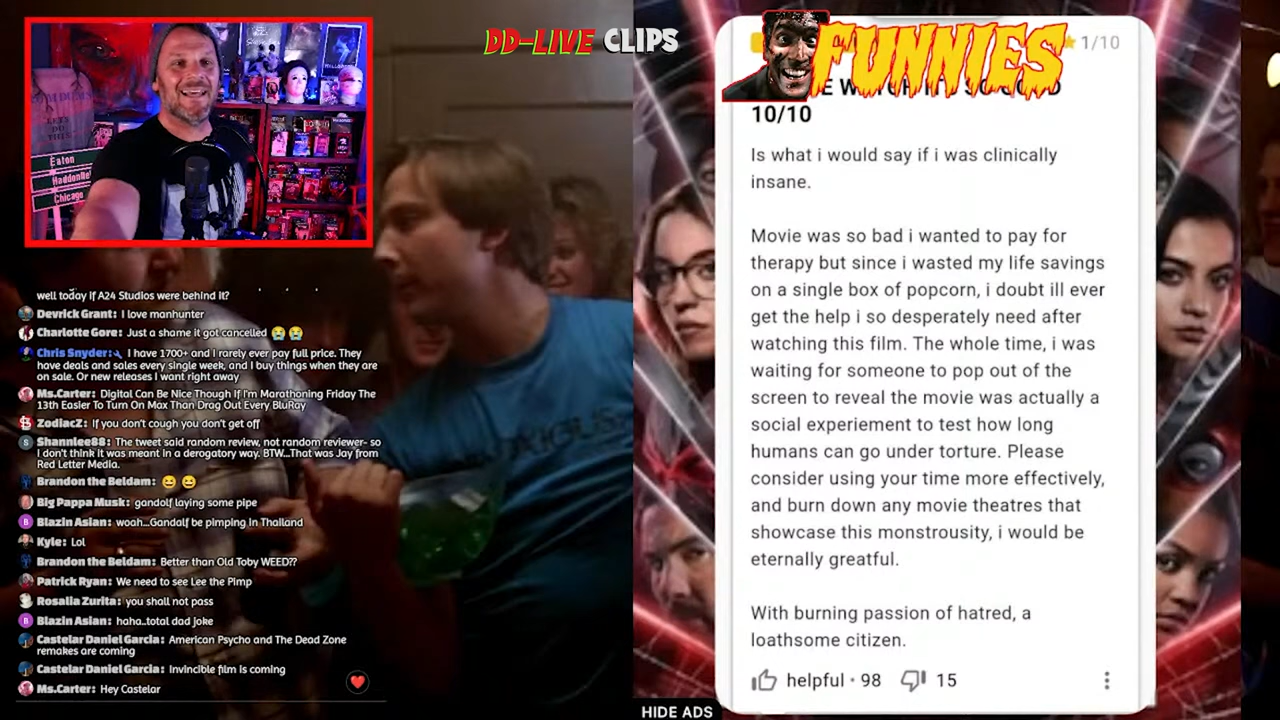 DD-LIVE CLIPS
FUNNIES
1/10
10/10
Is what i would say if i was clinically
insane.
Movie was so bad i wanted to pay for
therapy but since i wasted my life savings
on a single box of popcorn, i doubt ill ever
get the help i so desperately need after
watching this film. The whole time, i was
waiting for someone to pop out of the
screen to reveal the movie was actually a
social experiement to test how long
humans can go under torture. Please
consider using your time more effectively,
and burn down any movie theatres that
showcase this monstrousity, i would be
eternally greatful.
With burning passion of hatred, a
loathsome citizen.
helpful · 98 15
HIDE ADS
Eaton
Haddonfield
Chicago
well today if A24 Studios were behind it?
Devrick Grant: I love manhunter
Charlotte Gore: Just a shame it got cancelled 😭 😭
Chris Snyder: I have 1700+ and I rarely ever pay full price. They
have deals and sales every single week, and I buy things when they are
on sale. Or new releases I want right away
Ms.Carter: Digital Can Be Nice Though If I'm Marathoning Friday The
13th Easier To Turn On Max Than Drag Out Every BluRay
ZodiacZ: If you don't cough you don't get off
Shannlee88: The tweet said random review, not random reviewer- so
I don't think it was meant in a derogatory way. BTW...That was Jay from
Red Letter Media.
Brandon the Beldam: 😆 😆
Big Pappa Musk: gandolf laying some pipe
Blazin Asian: woah...Gandalf be pimping in Thailand
Kyle: Lol
Brandon the Beldam: Better than Old Toby WEED??
Patrick Ryan: We need to see Lee the Pimp
Rosalia Zurita: you shall not pass
Blazin Asian: haha..total dad joke
Castelar Daniel Garcia: American Psycho and The Dead Zone
remakes are coming
Castelar Daniel Garcia: Invincible film is coming
Ms.Carter: Hey Castelar